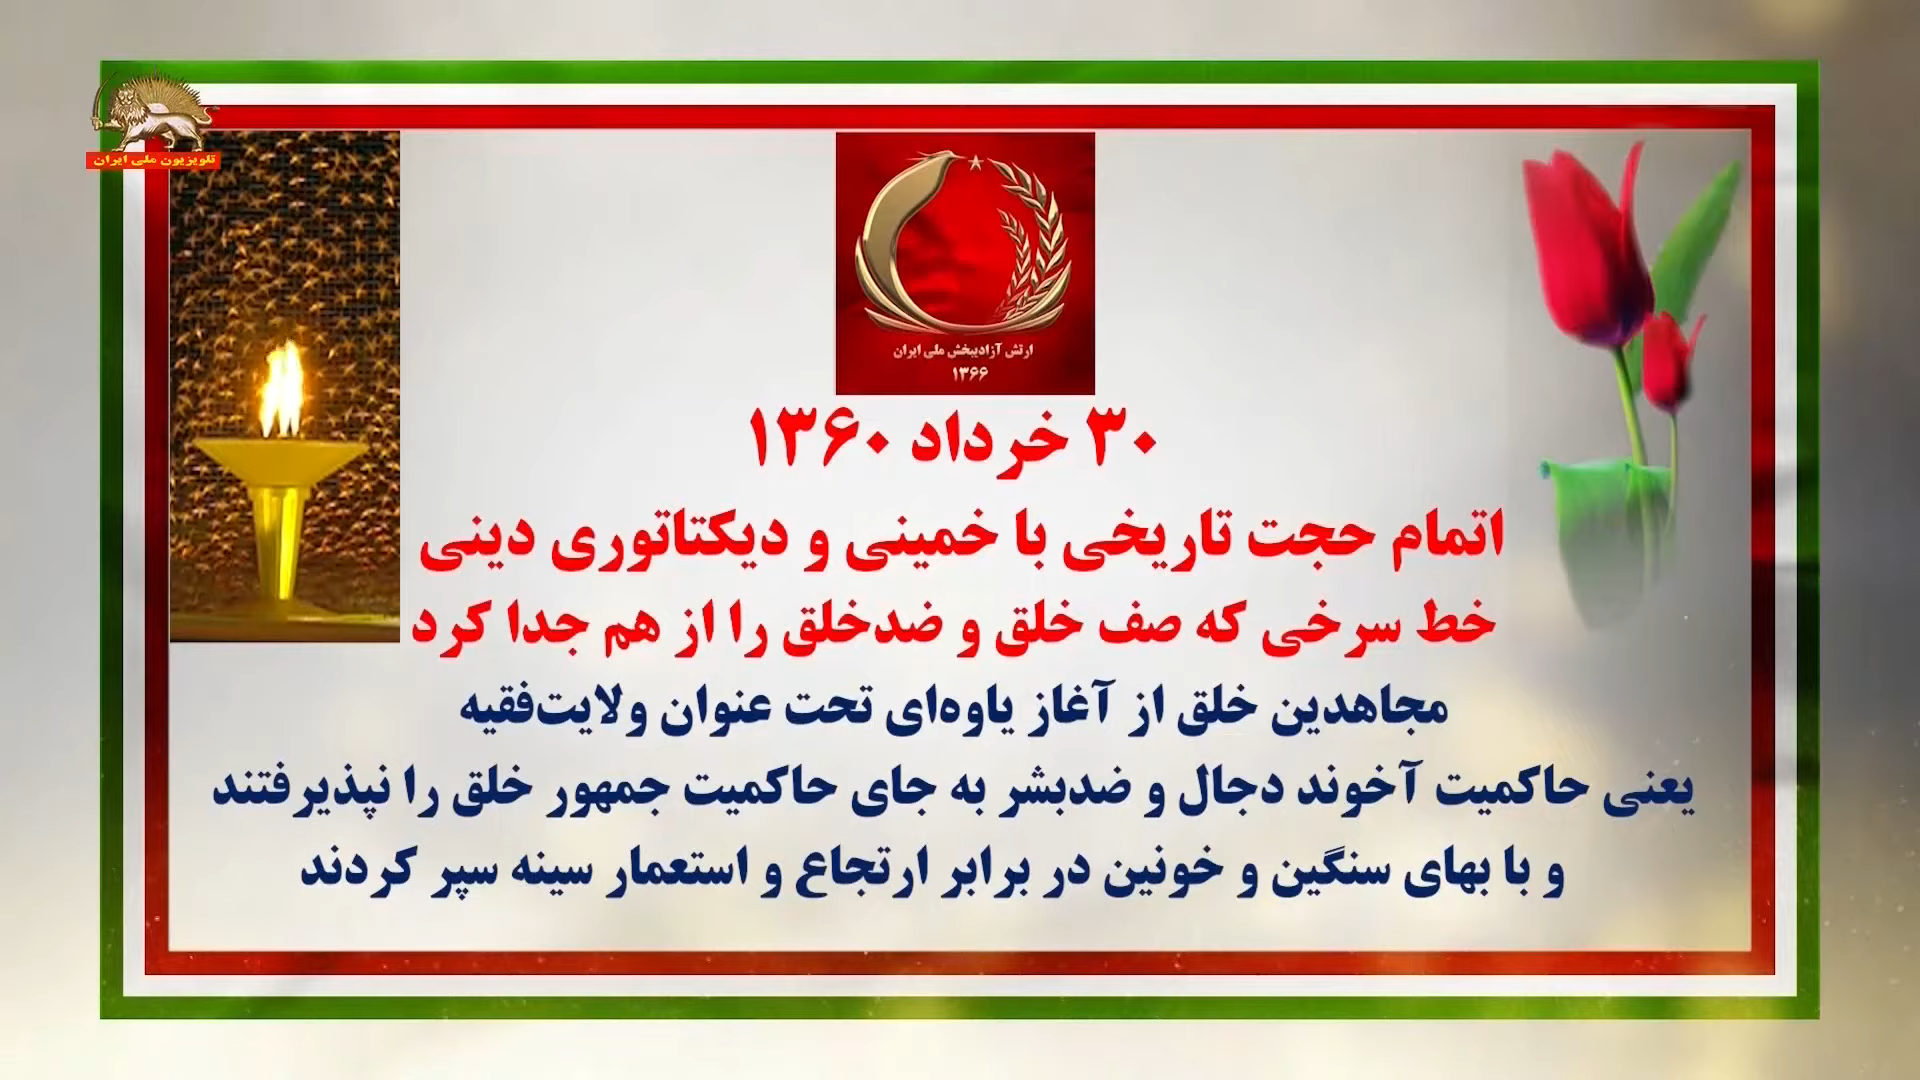 تلویزیون ملی ایران
ارتش آزادیبخش ملی ایران
۱۳۶۶
۳۰ خرداد ۱۳۶۰
اتمام حجت تاریخی با خمینی و دیکتاتوری دینی
خط سرخی که صف خلق و ضدخلق را از هم جدا کرد
مجاهدین خلق از آغاز یاوه‌ای تحت عنوان ولایت‌فقیه
یعنی حاکمیت آخوند دجال و ضدبشر به جای حاکمیت جمهور خلق را نپذیرفتند
و با بهای سنگین و خونین در برابر ارتجاع و استعمار سینه سپر کردند